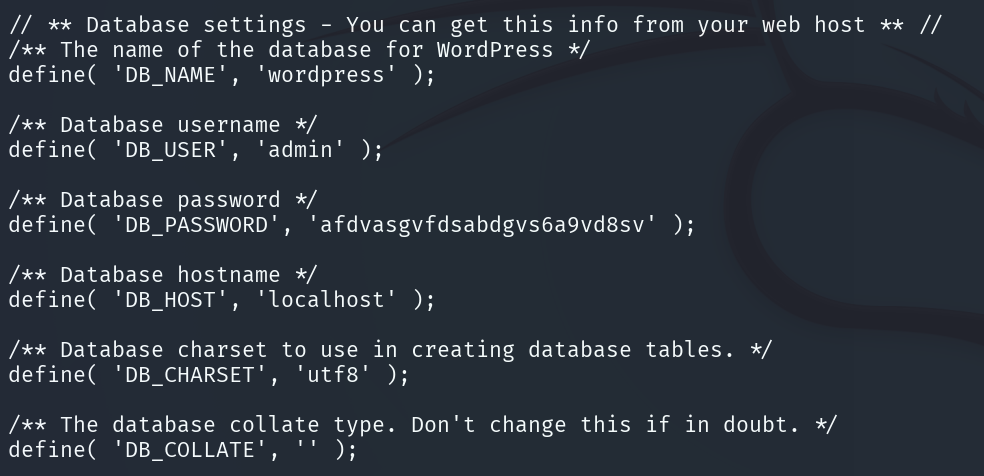 // ** Database settings - You can get this info from your web host ** //
/** The name of the database for WordPress */
define( 'DB_NAME', 'wordpress' );
/** Database username */
define( 'DB_USER', 'admin' );
/** Database password */
define( 'DB_PASSWORD', 'afdvasgvfdsabdgvs6a9vd8sv' );
/** Database hostname */
define( 'DB_HOST', 'localhost' );
/** Database charset to use in creating database tables. */
define( 'DB_CHARSET', 'utf8' );
/** The database collate type. Don't change this if in doubt. */
define( 'DB_COLLATE', '' );